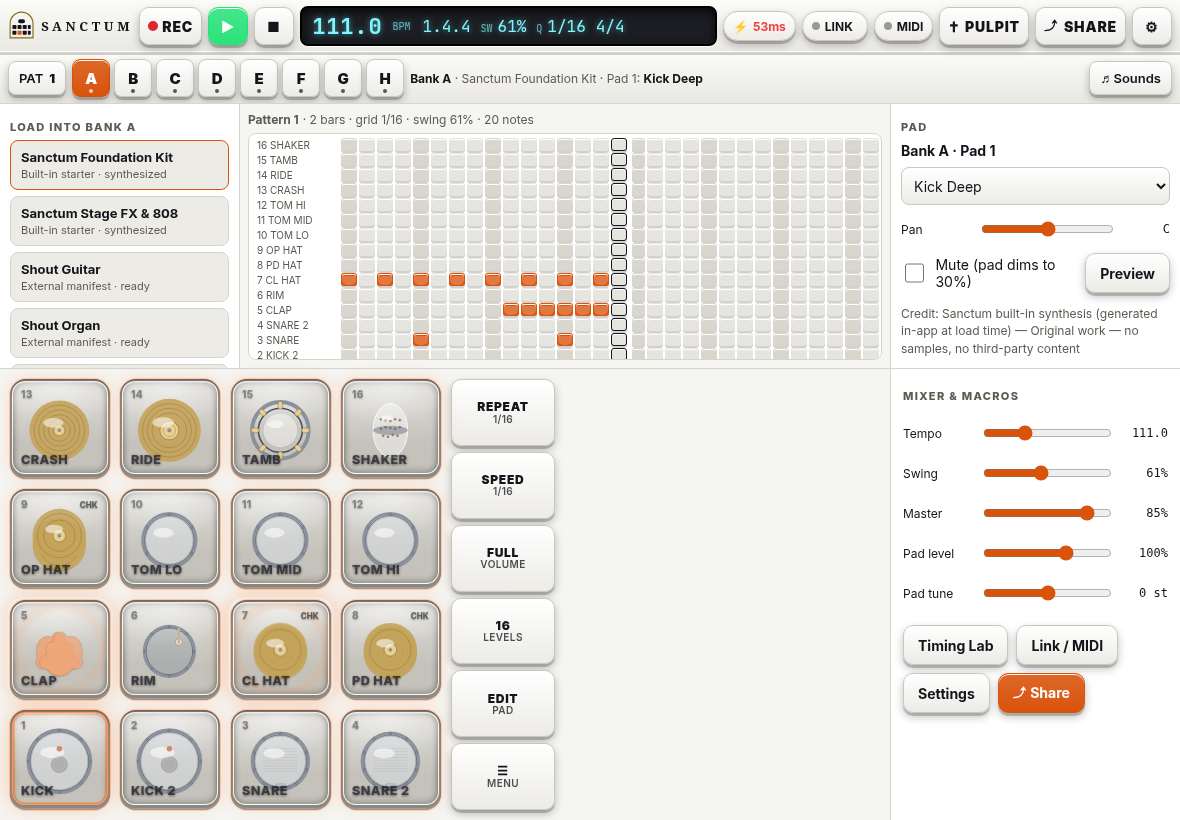 SANCTUM
REC
111.0 BPM 1.4.4 SW 61% Q 1/16 4/4
⚡ 53ms
LINK
MIDI
✝ PULPIT
⤴ SHARE
⚙
PAT 1
A
B
C
D
E
F
G
H
Bank A · Sanctum Foundation Kit · Pad 1: Kick Deep
♬ Sounds
LOAD INTO BANK A
Sanctum Foundation Kit
Built-in starter · synthesized
Sanctum Stage FX & 808
Built-in starter · synthesized
Shout Guitar
External manifest · ready
Shout Organ
External manifest · ready
Pattern 1 · 2 bars · grid 1/16 · swing 61% · 20 notes
16 SHAKER
15 TAMB
14 RIDE
13 CRASH
12 TOM HI
11 TOM MID
10 TOM LO
9 OP HAT
8 PD HAT
7 CL HAT
6 RIM
5 CLAP
4 SNARE 2
3 SNARE
2 KICK 2
PAD
Bank A · Pad 1
Kick Deep
Pan
C
Mute (pad dims to
30%)
Preview
Credit: Sanctum built-in synthesis (generated
in-app at load time) — Original work — no
samples, no third-party content
13
CRASH
14
RIDE
15
TAMB
16
SHAKER
REPEAT
1/16
SPEED
1/16
9
CHK
OP HAT
10
TOM LO
11
TOM MID
12
TOM HI
FULL
VOLUME
5
CLAP
6
RIM
7
CHK
CL HAT
8
CHK
PD HAT
16
LEVELS
EDIT
PAD
1
KICK
2
KICK 2
3
SNARE
4
SNARE 2
☰
MENU
MIXER & MACROS
Tempo
111.0
Swing
61%
Master
85%
Pad level
100%
Pad tune
0 st
Timing Lab
Link / MIDI
Settings
⤴ Share